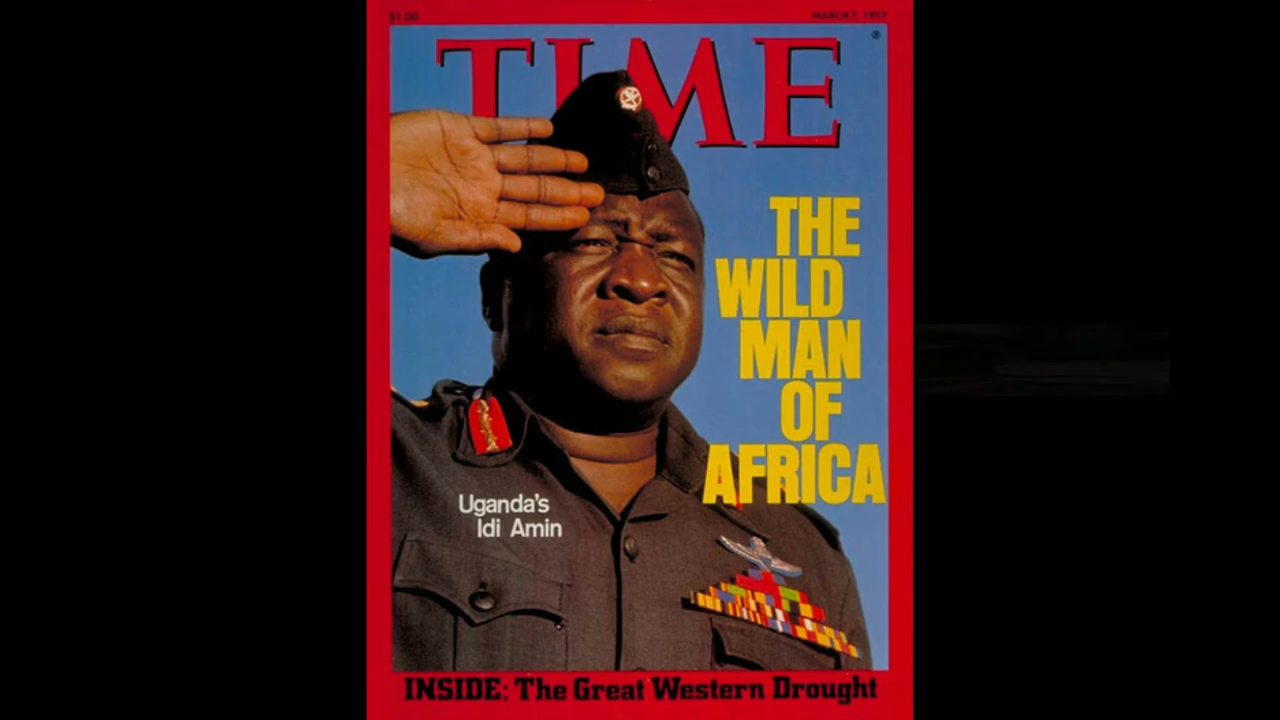 $1.00 MARCH 7, 1977
TIME
®
THE
WILD
MAN
OF
AFRICA
Uganda's
Idi Amin
INSIDE: The Great Western Drought